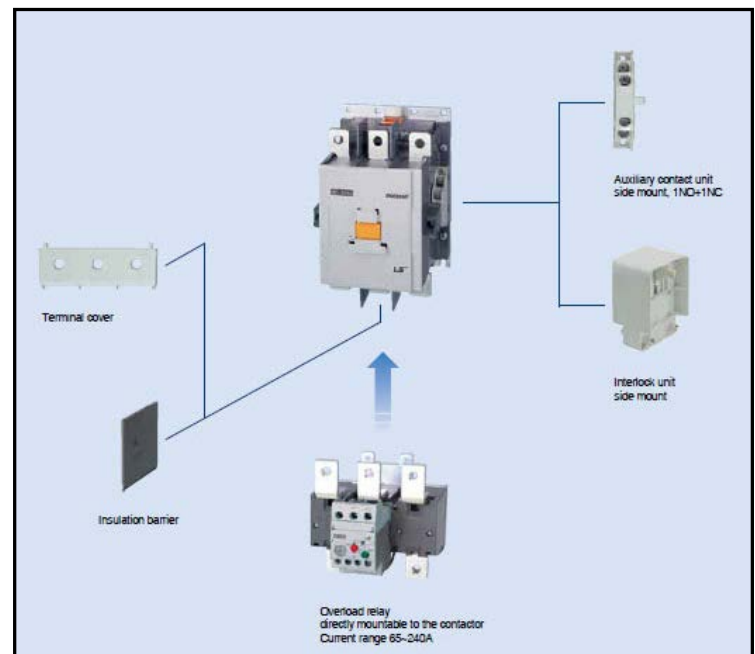 Auxiliary contact unit
side mount, 1NO+1NC
Terminal cover
LS
Interlock unit
side mount
Insulation barrier
Overload relay
directly mountable to the contactor
Current range 65~240A